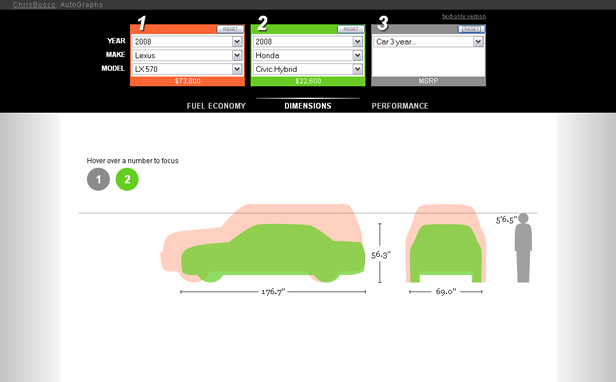 ChrisBosco: AutoGraphs
text only version
1 RESET 2 RESET 3 RESET
YEAR 2008 2008 Car 3 year...
MAKE Lexus Honda
MODEL LX 570 Civic Hybrid
$73,800 $22,600 MSRP
FUEL ECONOMY DIMENSIONS PERFORMANCE
Hover over a number to focus
1 2
5'6.5"
56.3"
176.7" 69.0"